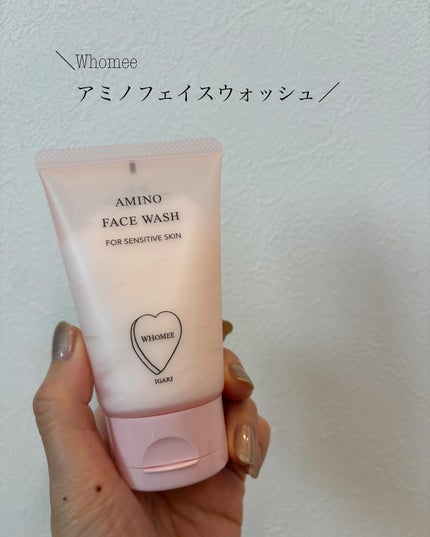 ＼Whomee
アミノフェイスウォッシュ／
AMINO
FACE WASH
FOR SENSITIVE SKIN
WHOMEE
IGARI